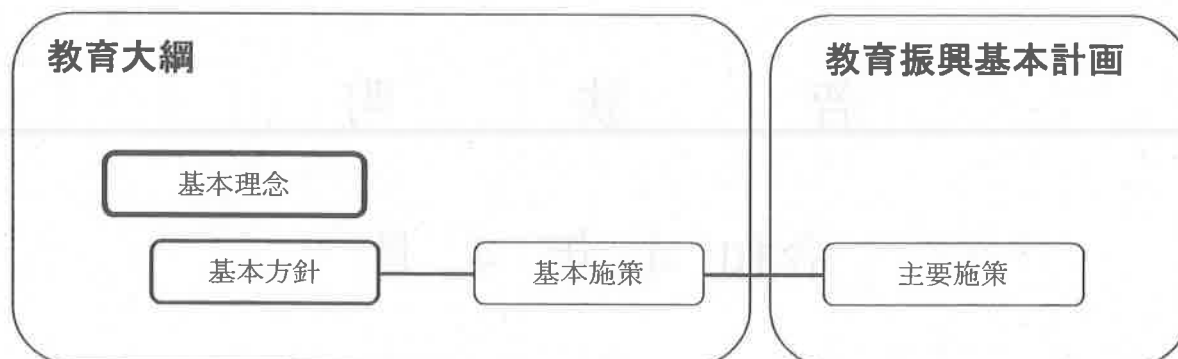 教育大綱
教育振興基本計画
基本理念
基本方針
基本施策
主要施策